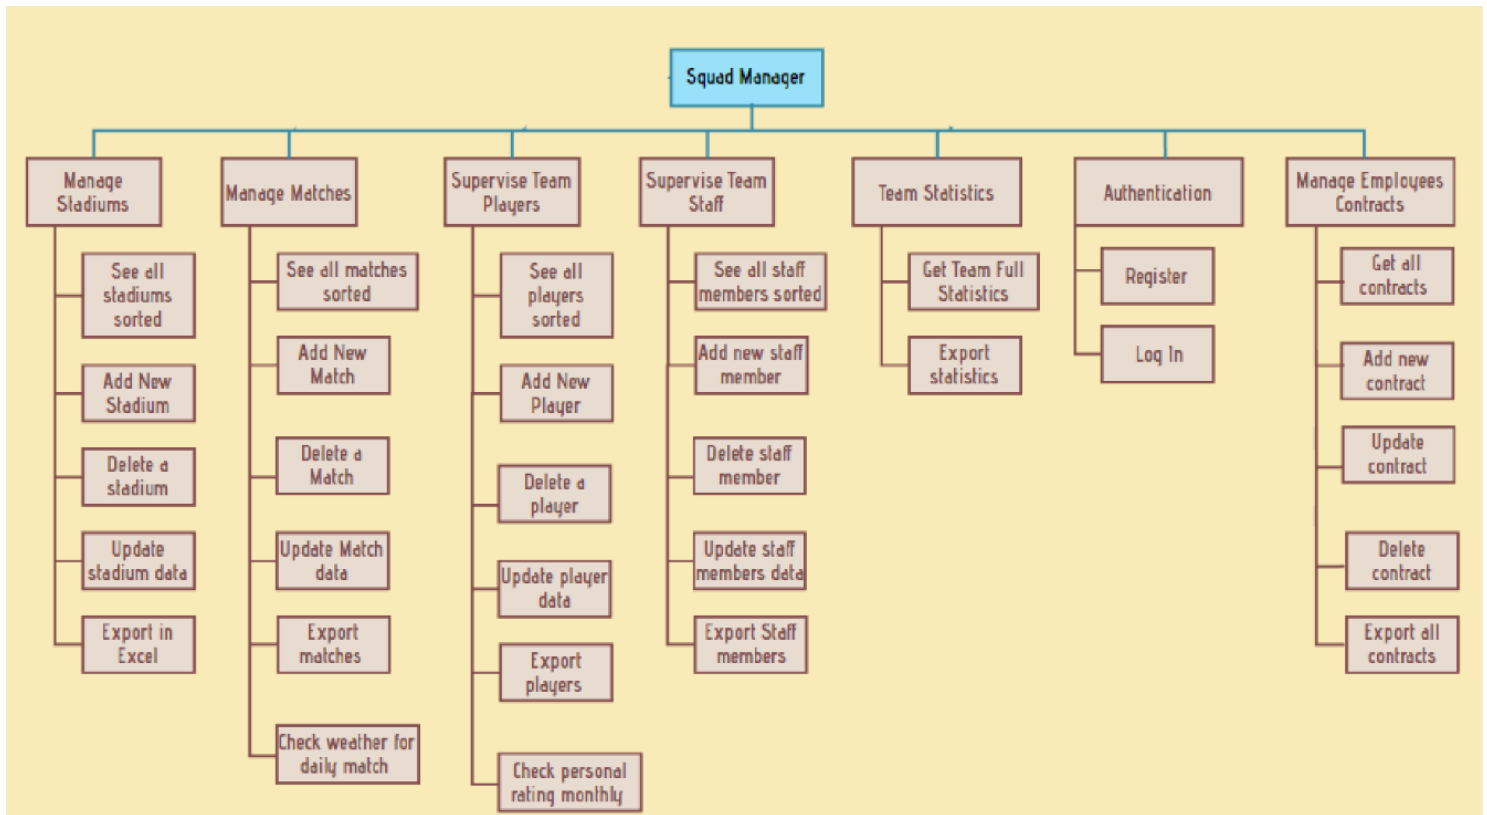 Squad Manager
Manage
Stadiums
See all
stadiums
sorted
Add New
Stadium
Delete a
stadium
Update
stadium data
Export in
Excel
Manage Matches
See all matches
sorted
Add New
Match
Delete a
Match
Update Match
data
Export
matches
Check weather for
daily match
Supervise Team
Players
See all
players
sorted
Add New
Player
Delete a
player
Update player
data
Export
players
Check personal
rating monthly
Supervise Team
Staff
See all staff
members sorted
Add new staff
member
Delete staff
member
Update staff
members data
Export Staff
members
Team Statistics
Get Team Full
Statistics
Export
statistics
Authentication
Register
Log In
Manage Employees
Contracts
Get all
contracts
Add new
contract
Update
contract
Delete
contract
Export all
contracts